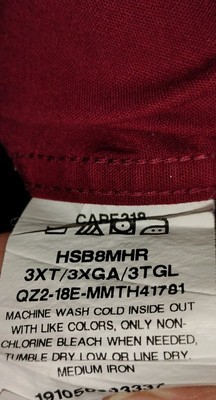 HSB8MHR
3XT/3XGA/3TGL
QZ2-18E-MMTH41781
MACHINE WASH COLD INSIDE OUT
WITH LIKE COLORS, ONLY NON-
CHLORINE BLEACH WHEN NEEDED,
TUMBLE DRY LOW OR LINE DRY,
MEDIUM IRON